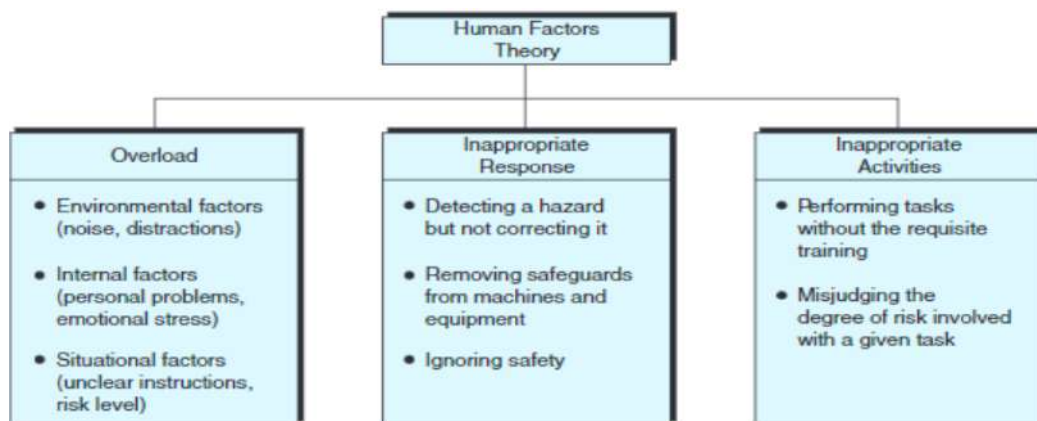 Human Factors
Theory
Overload
● Environmental factors
(noise, distractions)
● Internal factors
(personal problems,
emotional stress)
● Situational factors
(unclear instructions,
risk level)
Inappropriate
Response
● Detecting a hazard
but not correcting it
● Removing safeguards
from machines and
equipment
● Ignoring safety
Inappropriate
Activities
● Performing tasks
without the requisite
training
● Misjudging the
degree of risk involved
with a given task